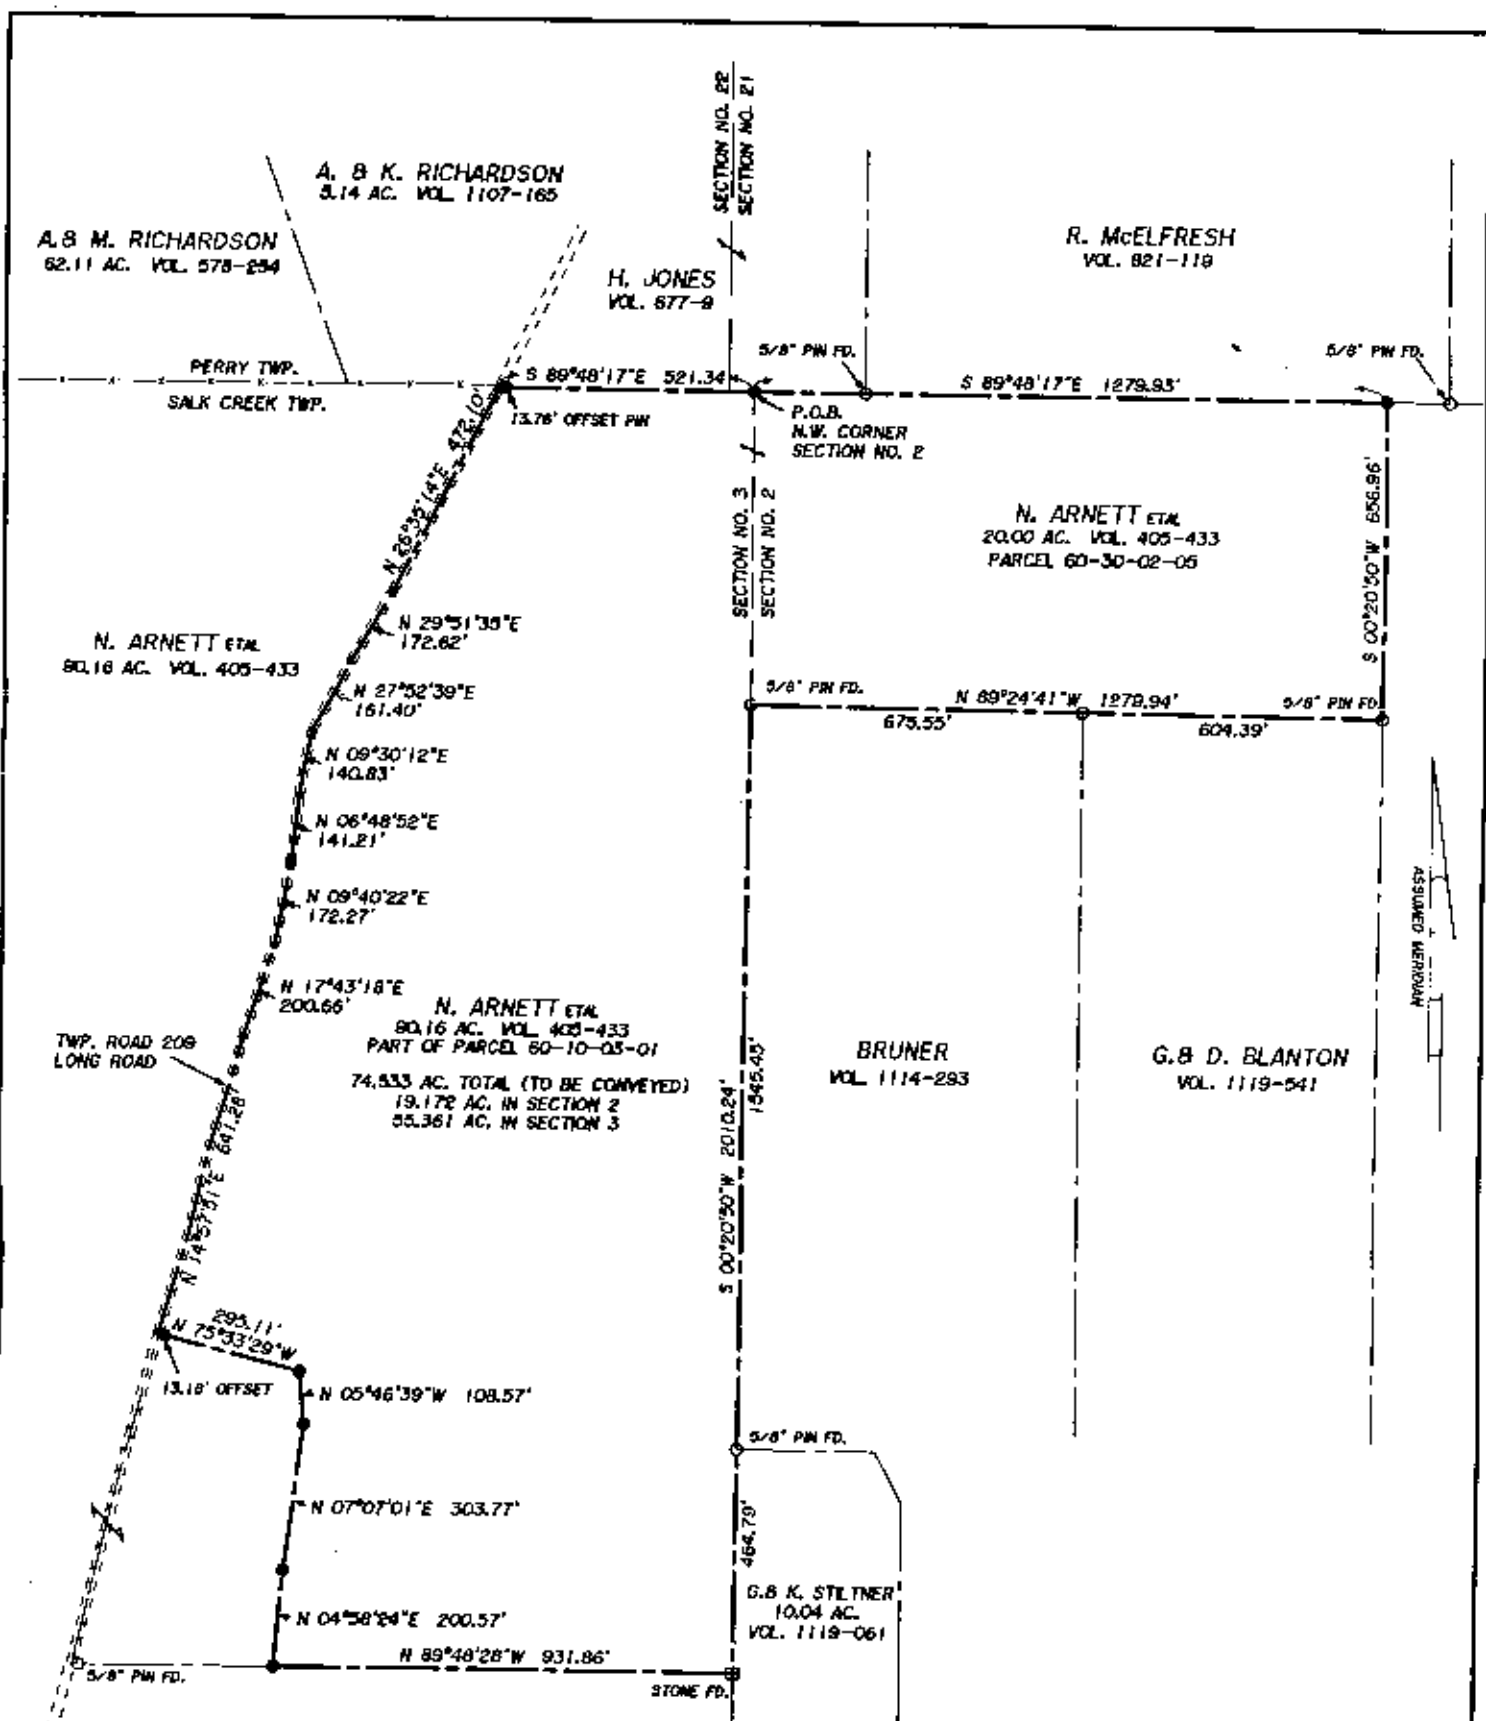 SECTION NO. 22
SECTION NO. 21
A. & K. RICHARDSON
5.14 AC. VOL. 1107-165
A.& M. RICHARDSON
62.11 AC. VOL. 578-254
H. JONES
VOL. 677-9
R. McELFRESH
VOL. 821-119
5/8" PIN FD.
5/8" PIN FD.
PERRY TWP.
SALK CREEK TWP.
S 89°48'17"E 521.34'
S 89°48'17"E 1279.93'
13.76' OFFSET PIN
P.O.B.
N.W. CORNER
SECTION NO. 2
N 26°35'14"E 472.10'
SECTION NO. 3
SECTION NO. 2
N. ARNETT ETAL
20.00 AC. VOL. 405-433
PARCEL 60-30-02-05
S 00°20'50"W 656.96'
N 29°51'35"E
172.62'
N. ARNETT ETAL
80.16 AC. VOL. 405-433
N 27°52'39"E
161.40'
5/8" PIN FD.
N 89°24'41"W 1279.94'
5/8" PIN FD.
675.55'
604.39'
N 09°30'12"E
140.83'
N 06°48'52"E
141.21'
N 09°40'22"E
172.27'
ASSUMED MERIDIAN
N 17°43'18"E
200.66'
N. ARNETT ETAL
80.16 AC. VOL. 405-433
PART OF PARCEL 60-10-03-01
74.533 AC. TOTAL (TO BE CONVEYED)
19.172 AC. IN SECTION 2
55.361 AC. IN SECTION 3
TWP. ROAD 209
LONG ROAD
BRUNER
VOL. 1114-293
G.& D. BLANTON
VOL. 1119-541
N 14°57'51"E 641.28'
S 00°20'50"W 2010.24'
1545.45'
295.11'
N 75°33'29"W
13.18' OFFSET
N 05°46'39"W 108.57'
5/8" PIN FD.
N 07°07'01"E 303.77'
464.79'
G.& K. STILTNER
10.04 AC.
VOL. 1119-061
N 04°58'24"E 200.57'
N 89°48'28"W 931.86'
5/8" PIN FD.
STONE FD.